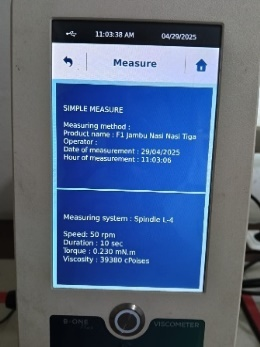 11:03:38 AM 04/29/2025
Measure
SIMPLE MEASURE
Measuring method :
Product name : F1 Jambu Nasi Nasi Tiga
Operator :
Date of measurement : 29/04/2025
Hour of measurement : 11:03:06
Measuring system : Spindle L-4
Speed: 50 rpm
Duration : 10 sec
Torque : 0.230 mN.m
Viscosity : 39380 cPoises
B-ONE VISCOMETER